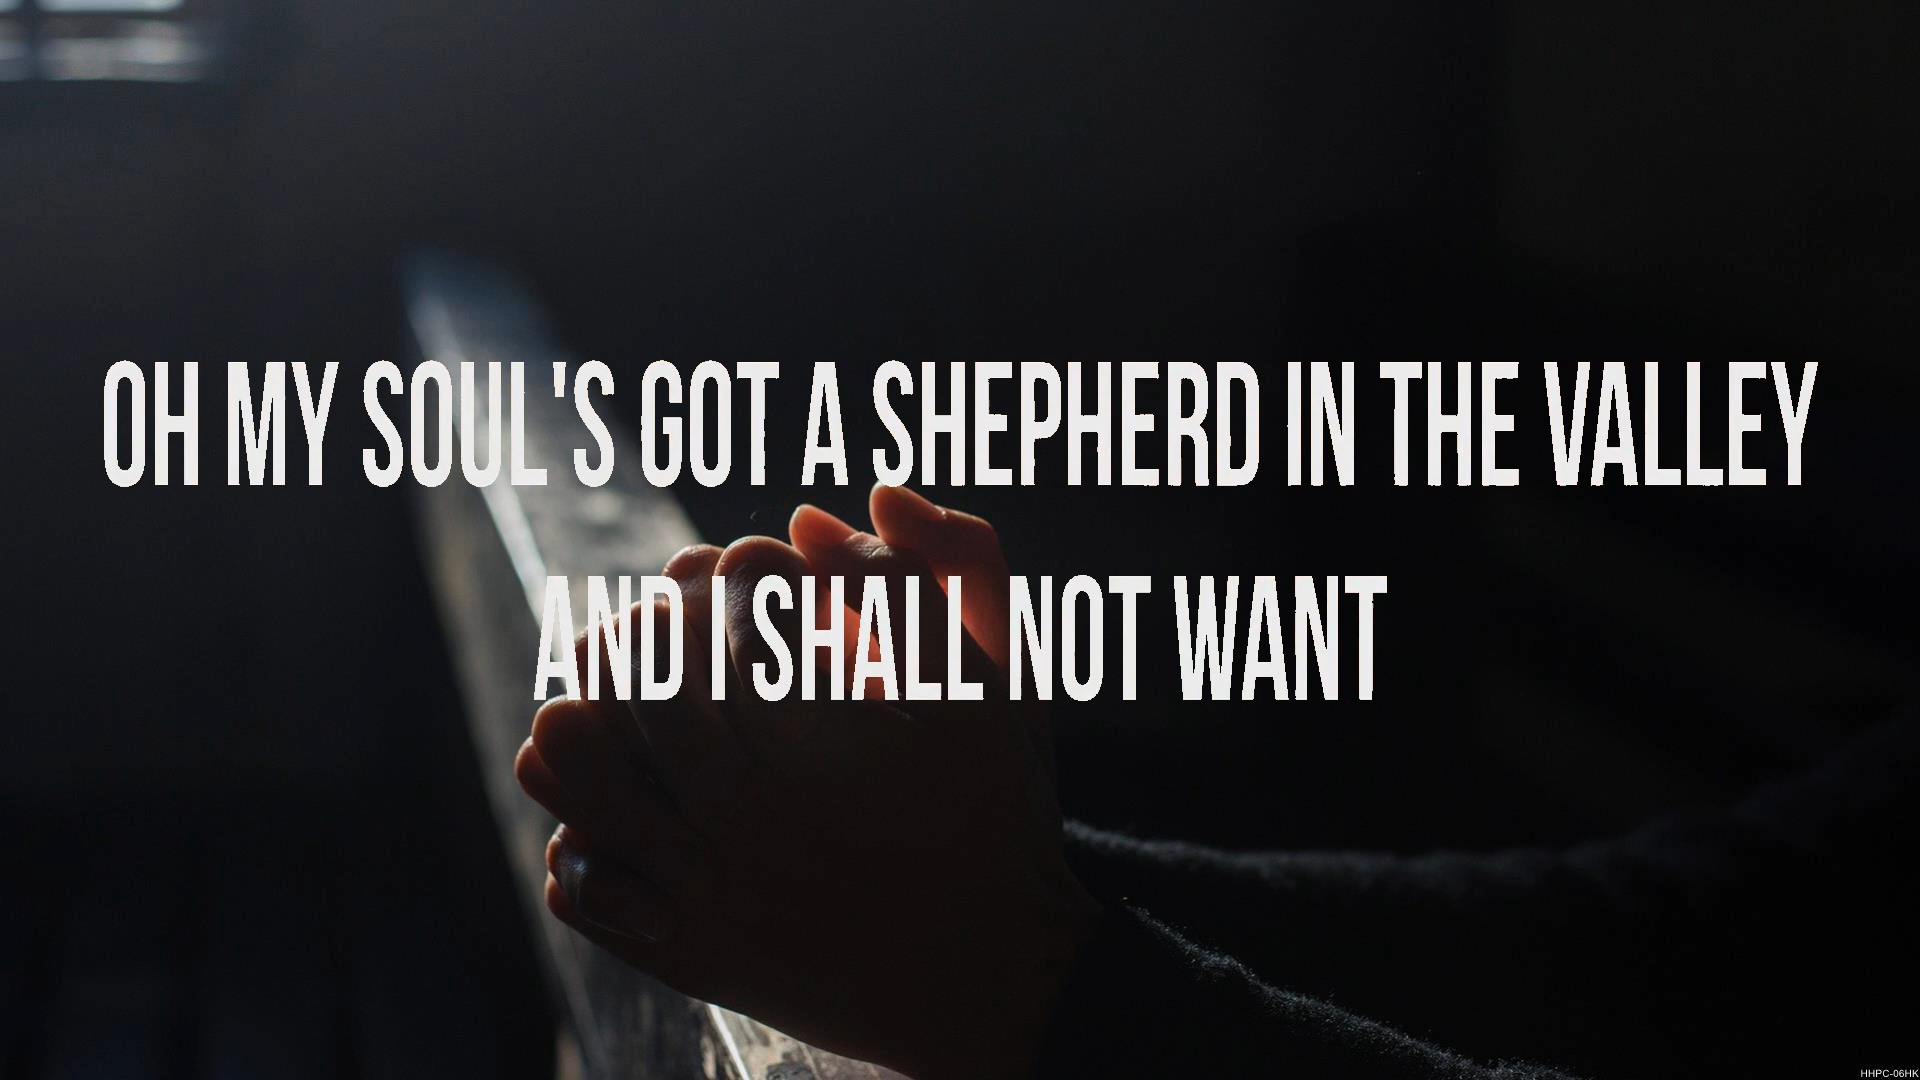 OH MY SOUL'S GOT A SHEPHERD IN THE VALLEY
AND I SHALL NOT WANT
HHPC-06HK